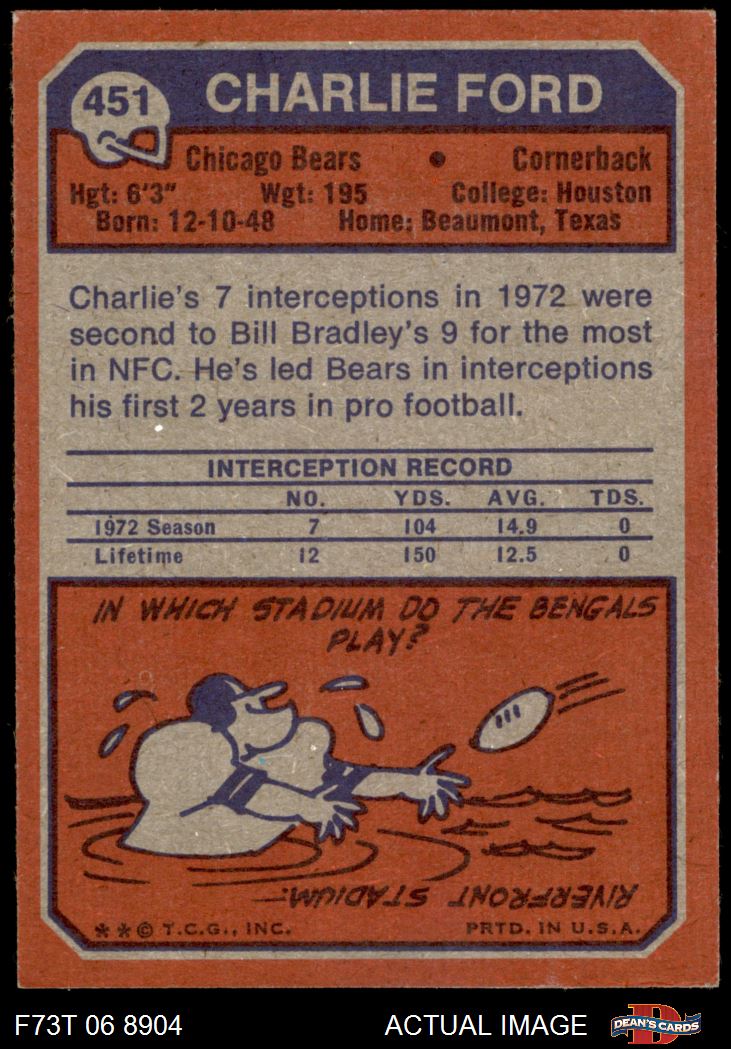 451
CHARLIE FORD
Chicago Bears • Cornerback
Hgt: 6'3" Wgt: 195 College: Houston
Born: 12-10-48 Home: Beaumont, Texas
Charlie's 7 interceptions in 1972 were
second to Bill Bradley's 9 for the most
in NFC. He's led Bears in interceptions
his first 2 years in pro football.
INTERCEPTION RECORD
NO. YDS. AVG. TDS.
1972 Season 7 104 14.9 0
Lifetime 12 150 12.5 0
IN WHICH STADIUM DO THE BENGALS
PLAY?
RIVERFRONT STADIUM.
**© T.C.G., INC. PRTD. IN U.S.A.
F73T 06 8904 ACTUAL IMAGE DEAN'S CARDS